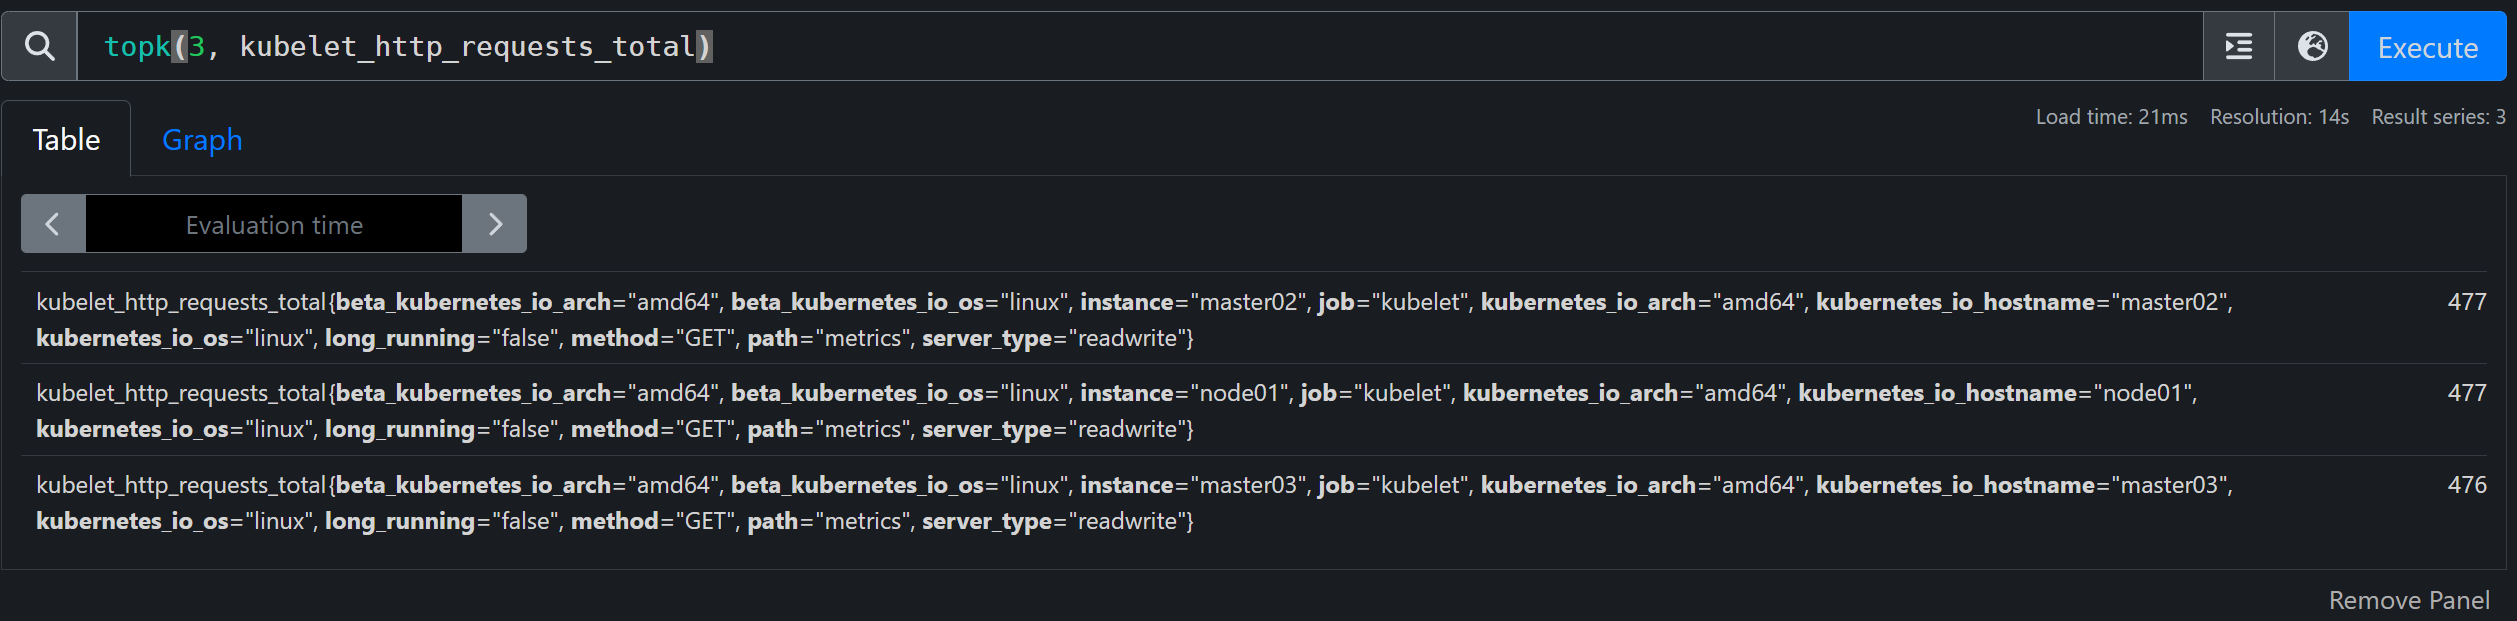 topk(3, kubelet_http_requests_total)
Execute
Table
Graph
Load time: 21ms Resolution: 14s Result series: 3
Evaluation time
kubelet_http_requests_total{beta_kubernetes_io_arch="amd64", beta_kubernetes_io_os="linux", instance="master02", job="kubelet", kubernetes_io_arch="amd64", kubernetes_io_hostname="master02",
477
kubernetes_io_os="linux", long_running="false", method="GET", path="metrics", server_type="readwrite"}
kubelet_http_requests_total{beta_kubernetes_io_arch="amd64", beta_kubernetes_io_os="linux", instance="node01", job="kubelet", kubernetes_io_arch="amd64", kubernetes_io_hostname="node01",
477
kubernetes_io_os="linux", long_running="false", method="GET", path="metrics", server_type="readwrite"}
kubelet_http_requests_total{beta_kubernetes_io_arch="amd64", beta_kubernetes_io_os="linux", instance="master03", job="kubelet", kubernetes_io_arch="amd64", kubernetes_io_hostname="master03",
476
kubernetes_io_os="linux", long_running="false", method="GET", path="metrics", server_type="readwrite"}
Remove Panel